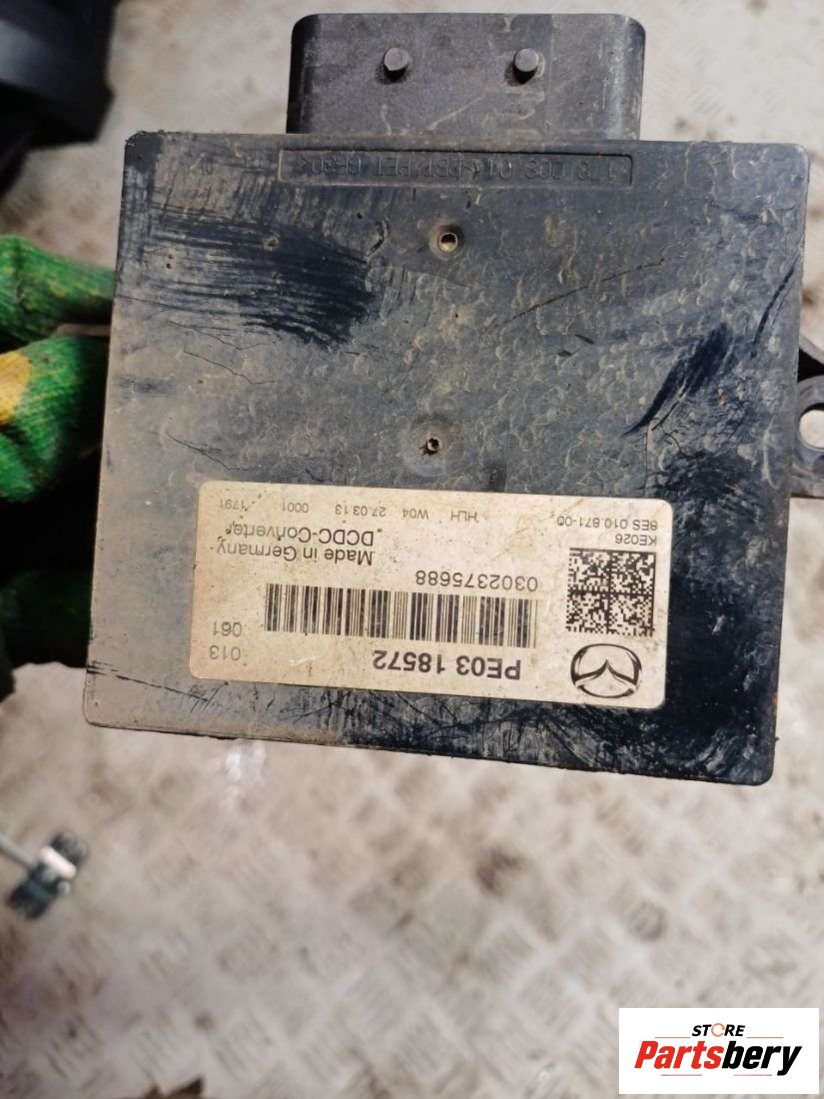 PE03 18572
013
061
0302375688
Made in Germany
DCDC-Converter
KE026
8ES 010.871-00
HLH W04 27.03.13 0001 1791
STORE
Partsbery